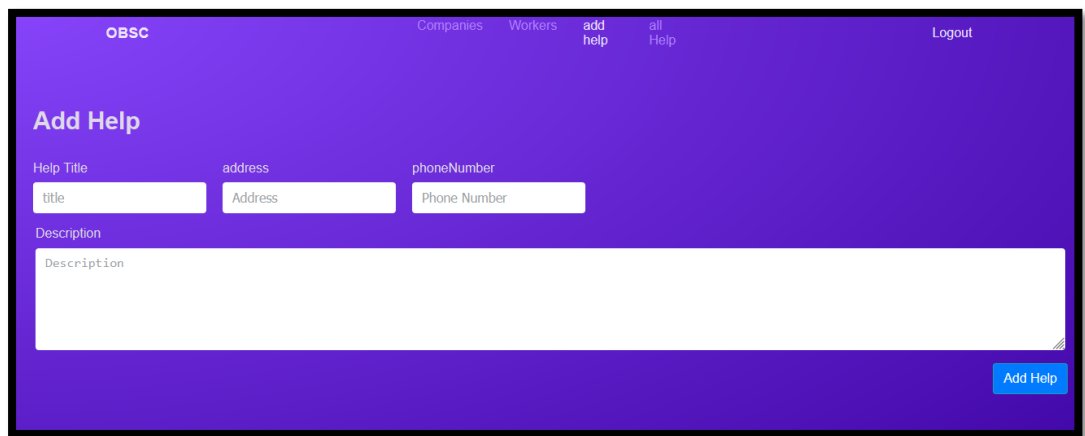 OBSC
Companies Workers add help all Help
Logout
Add Help
Help Title address phoneNumber
title Address Phone Number
Description
Description
Add Help